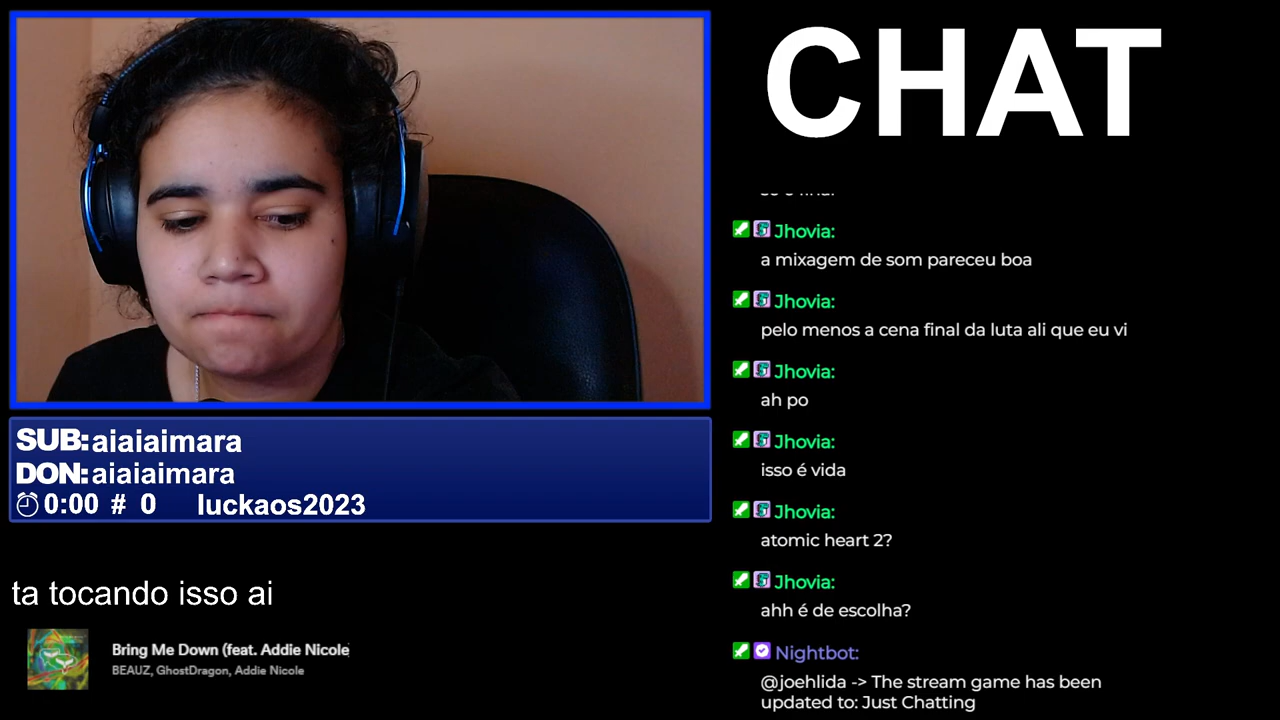 CHAT
Jhovia:
a mixagem de som pareceu boa
Jhovia:
pelo menos a cena final da luta ali que eu vi
Jhovia:
ah po
Jhovia:
isso é vida
Jhovia:
atomic heart 2?
Jhovia:
ahh é de escolha?
Nightbot:
@joehlida -> The stream game has been
updated to: Just Chatting
SUB: aiaiaimara
DON: aiaiaimara
0:00 # 0 luckaos2023
ta tocando isso ai
Bring Me Down (feat. Addie Nicole
BEAUZ, GhostDragon, Addie Nicole